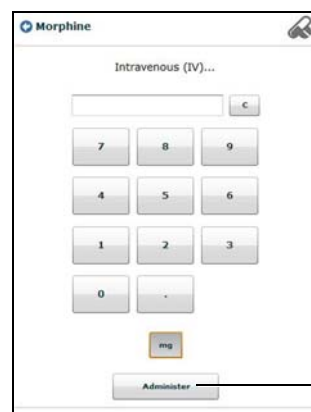 Morphine
Intravenous (IV)...
C
7 8 9
4 5 6
1 2 3
0 .
mg
Administer